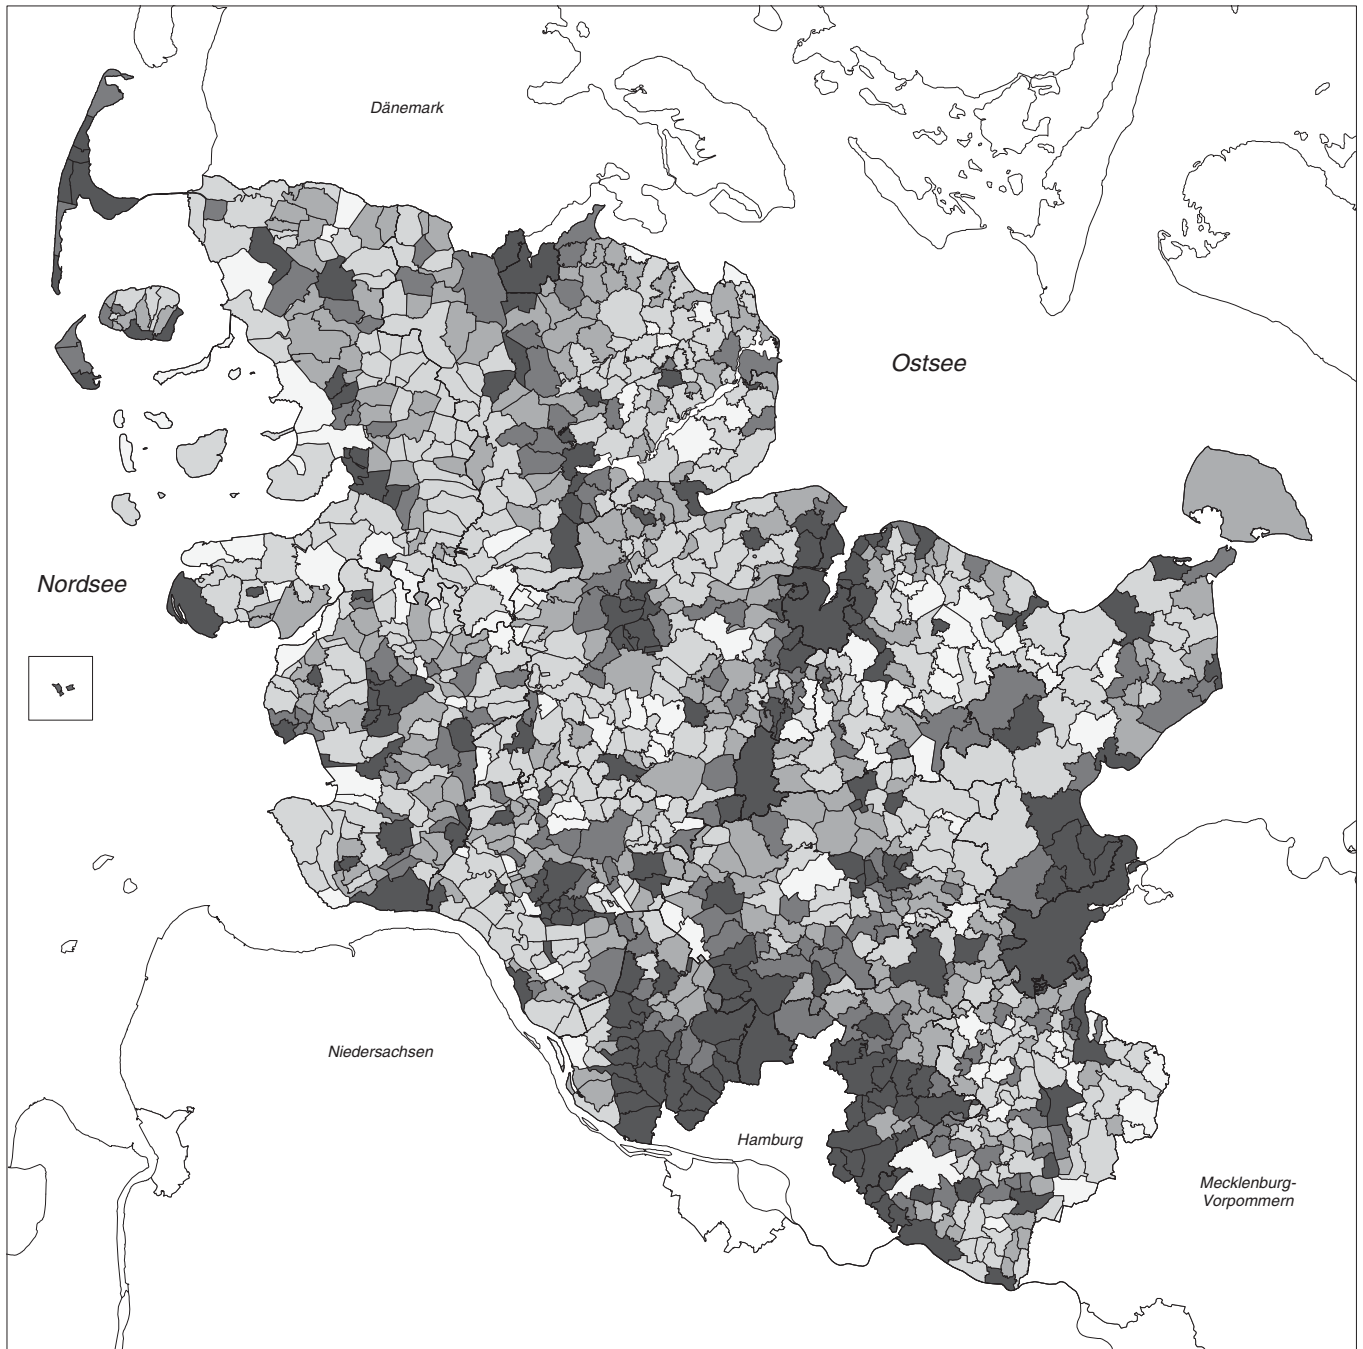 Dänemark
Ostsee
Nordsee
Niedersachsen
Hamburg
Mecklenburg-
Vorpommern